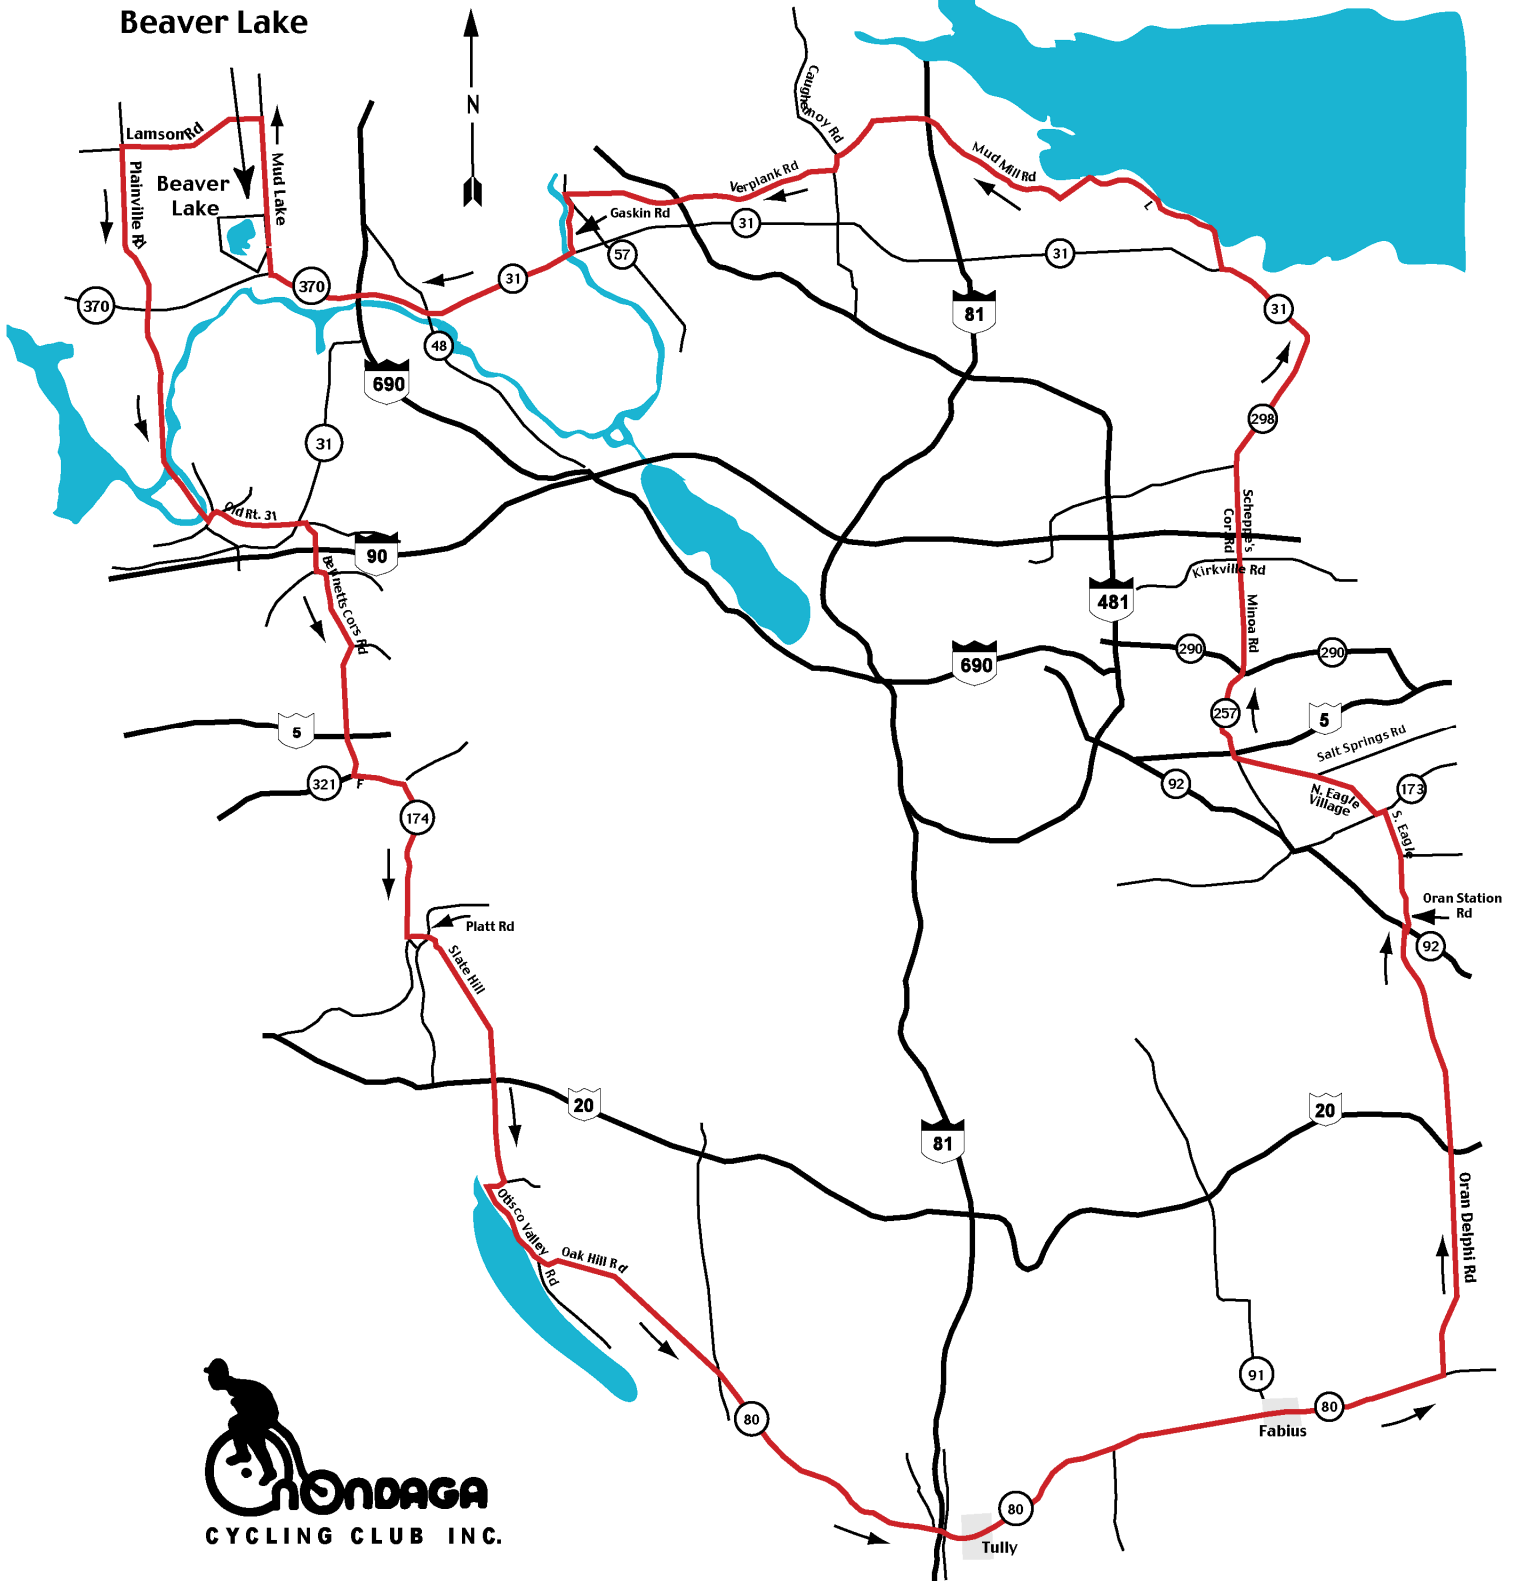 Beaver Lake
N
Caughdenoy Rd
Lamson Rd
Mud Lake
Plainville Rd
Beaver
Lake
Verplank Rd
Mud Mill Rd
L
Gaskin Rd
31
57
31
31
370
370
31
48
81
690
298
31
Old Rt. 31
Scheppe's
Cor. Rd
90
Bennetts Cors Rd
Kirkville Rd
481
Minoa Rd
690
290
290
257
5
5
Salt Springs Rd
321
F
92
N. Eagle
Village
173
174
S. Eagle
Oran Station
Rd
Platt Rd
92
Slate Hill
20
20
81
Otisco Valley
Rd
Oak Hill Rd
Oran Delphi Rd
91
80
80
Fabius
80
Tully
ONONDAGA
CYCLING CLUB INC.